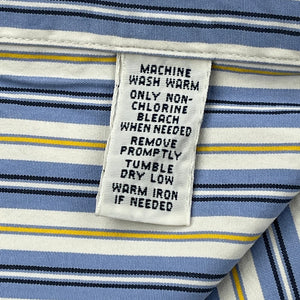 MACHINE
WASH WARM
ONLY NON-
CHLORINE
BLEACH
WHEN NEEDED
REMOVE
PROMPTLY
TUMBLE
DRY LOW
WARM IRON
IF NEEDED